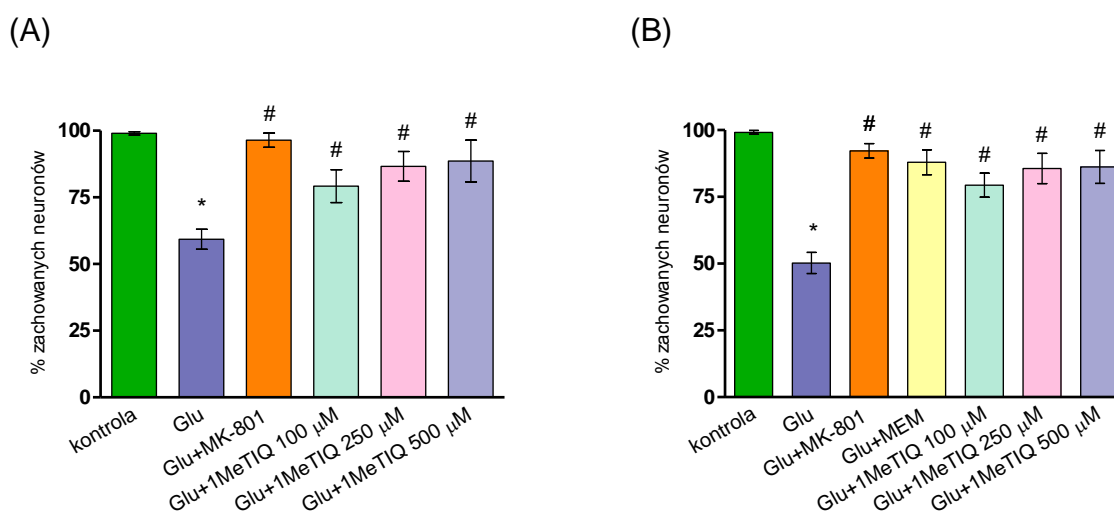 (A)
% zachowanych neuronów
100
75
50
25
0
*
#
#
#
#
kontrola
Glu
Glu+MK-801
Glu+1MeTIQ 100 μM
Glu+1MeTIQ 250 μM
Glu+1MeTIQ 500 μM
(B)
% zachowanych neuronów
100
75
50
25
0
*
#
#
#
#
#
kontrola
Glu
Glu+MK-801
Glu+MEM
Glu+1MeTIQ 100 μM
Glu+1MeTIQ 250 μM
Glu+1MeTIQ 500 μM